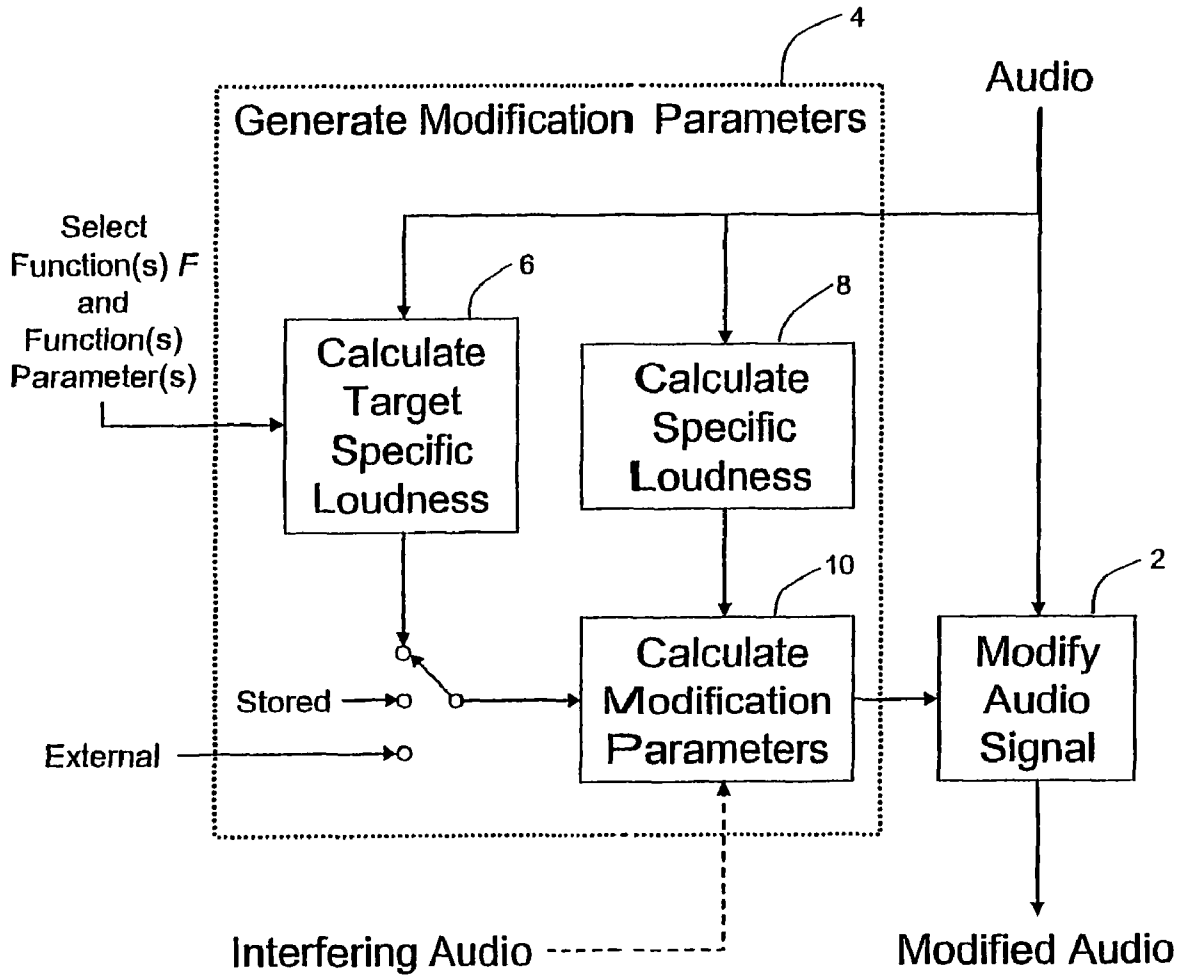 4
Audio
Generate Modification Parameters
Select
Function(s) F
and
Function(s)
Parameter(s)
6
Calculate
Target
Specific
Loudness
8
Calculate
Specific
Loudness
10
Calculate
Modification
Parameters
2
Modify
Audio
Signal
Stored
External
Interfering Audio
Modified Audio